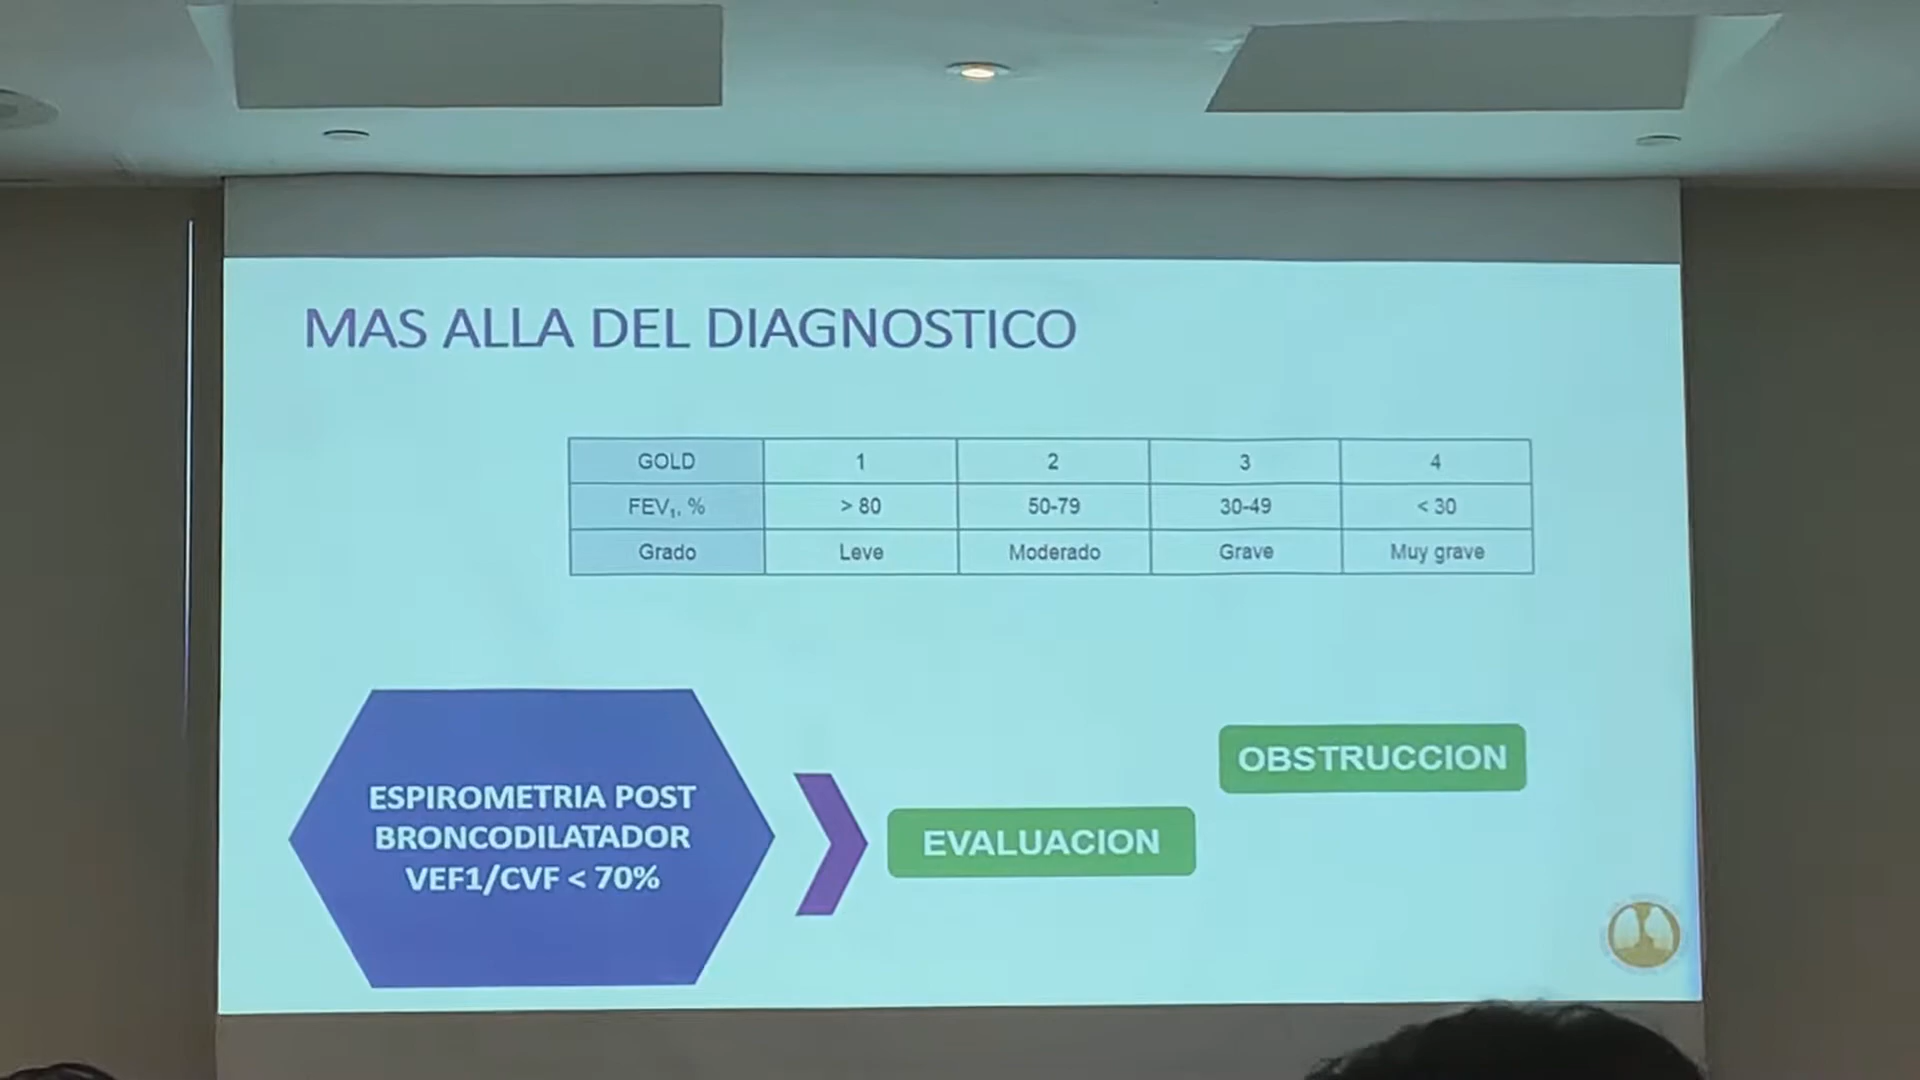 MAS ALLA DEL DIAGNOSTICO
GOLD 1 2 3 4
FEV₁, % > 80 50-79 30-49 < 30
Grado Leve Moderado Grave Muy grave
OBSTRUCCION
EVALUACION
ESPIROMETRIA POST
BRONCODILATADOR
VEF1/CVF < 70%